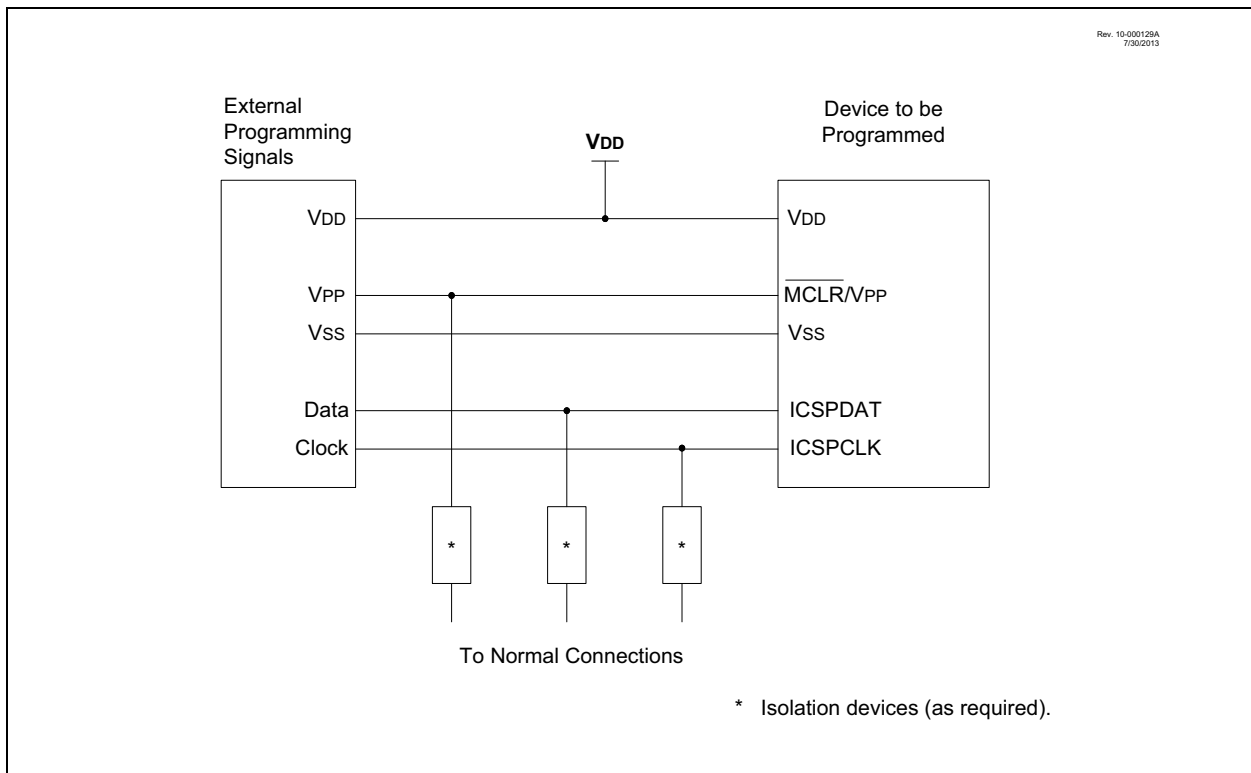 Rev. 10-000129A
7/30/2013
External
Programming
Signals
VDD
Device to be
Programmed
VDD
VDD
VPP
MCLR/VPP
VSS
VSS
Data
ICSPDAT
Clock
ICSPCLK
*
*
*
To Normal Connections
* Isolation devices (as required).